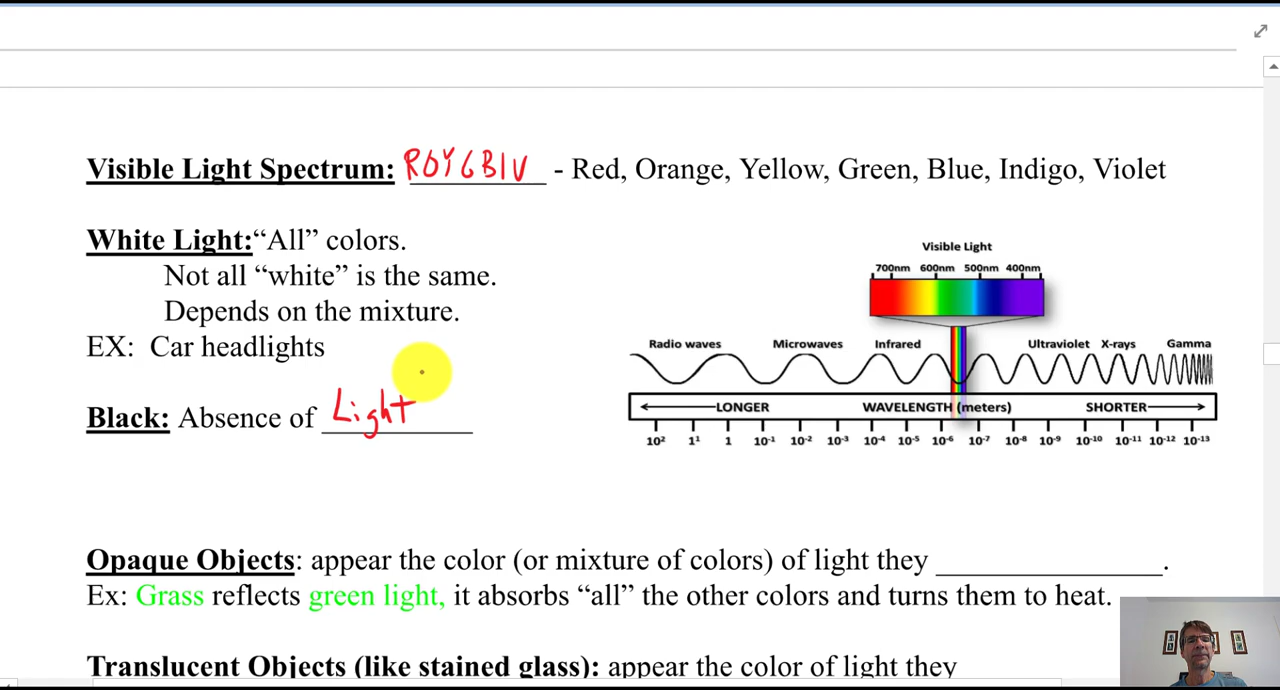 Visible Light Spectrum: ROYGBIV - Red, Orange, Yellow, Green, Blue, Indigo, Violet
White Light:“All” colors.
Not all “white” is the same.
Depends on the mixture.
EX: Car headlights
Black: Absence of Light
Visible Light
700nm 600nm 500nm 400nm
Radio waves Microwaves Infrared Ultraviolet X-rays Gamma
LONGER WAVELENGTH (meters) SHORTER
10² 1¹ 1 10⁻¹ 10⁻² 10⁻³ 10⁻⁴ 10⁻⁵ 10⁻⁶ 10⁻⁷ 10⁻⁸ 10⁻⁹ 10⁻¹⁰ 10⁻¹¹ 10⁻¹² 10⁻¹³
Opaque Objects: appear the color (or mixture of colors) of light they ____________.
Ex: Grass reflects green light, it absorbs “all” the other colors and turns them to heat.
Translucent Objects (like stained glass): appear the color of light they